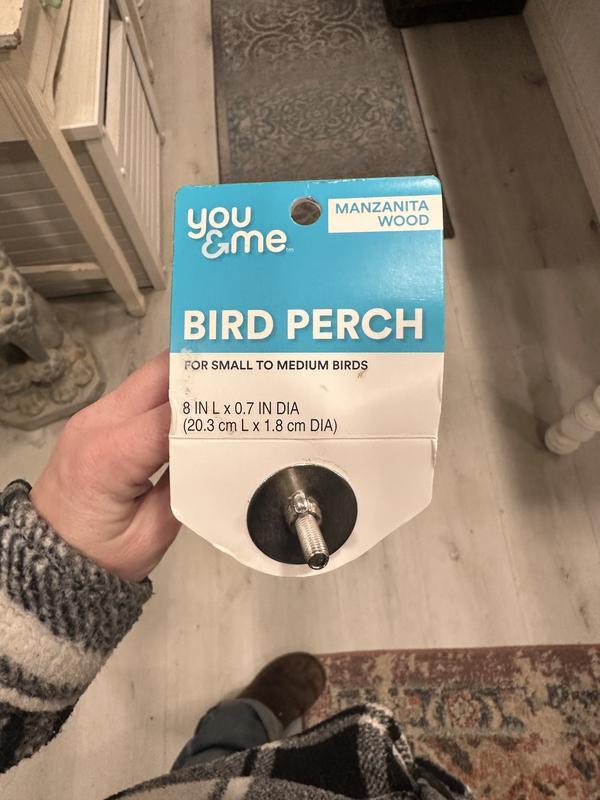 you
&me™
MANZANITA
WOOD
BIRD PERCH
FOR SMALL TO MEDIUM BIRDS
8 IN L x 0.7 IN DIA
(20.3 cm L x 1.8 cm DIA)